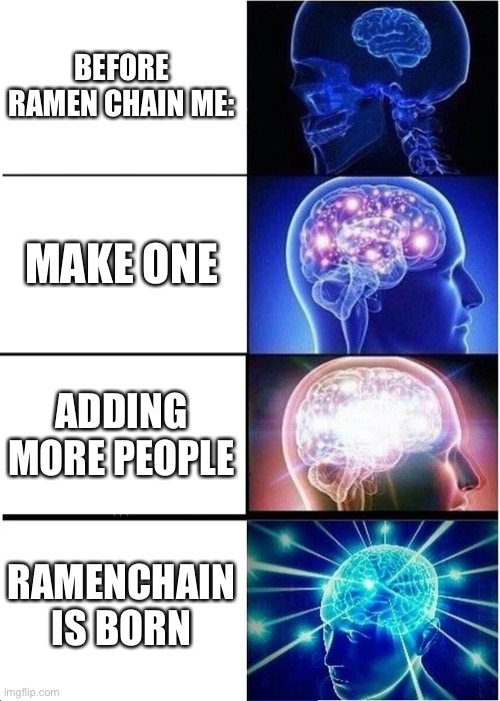 BEFORE
RAMEN CHAIN ME:
MAKE ONE
ADDING
MORE PEOPLE
RAMENCHAIN
IS BORN
imgflip.com